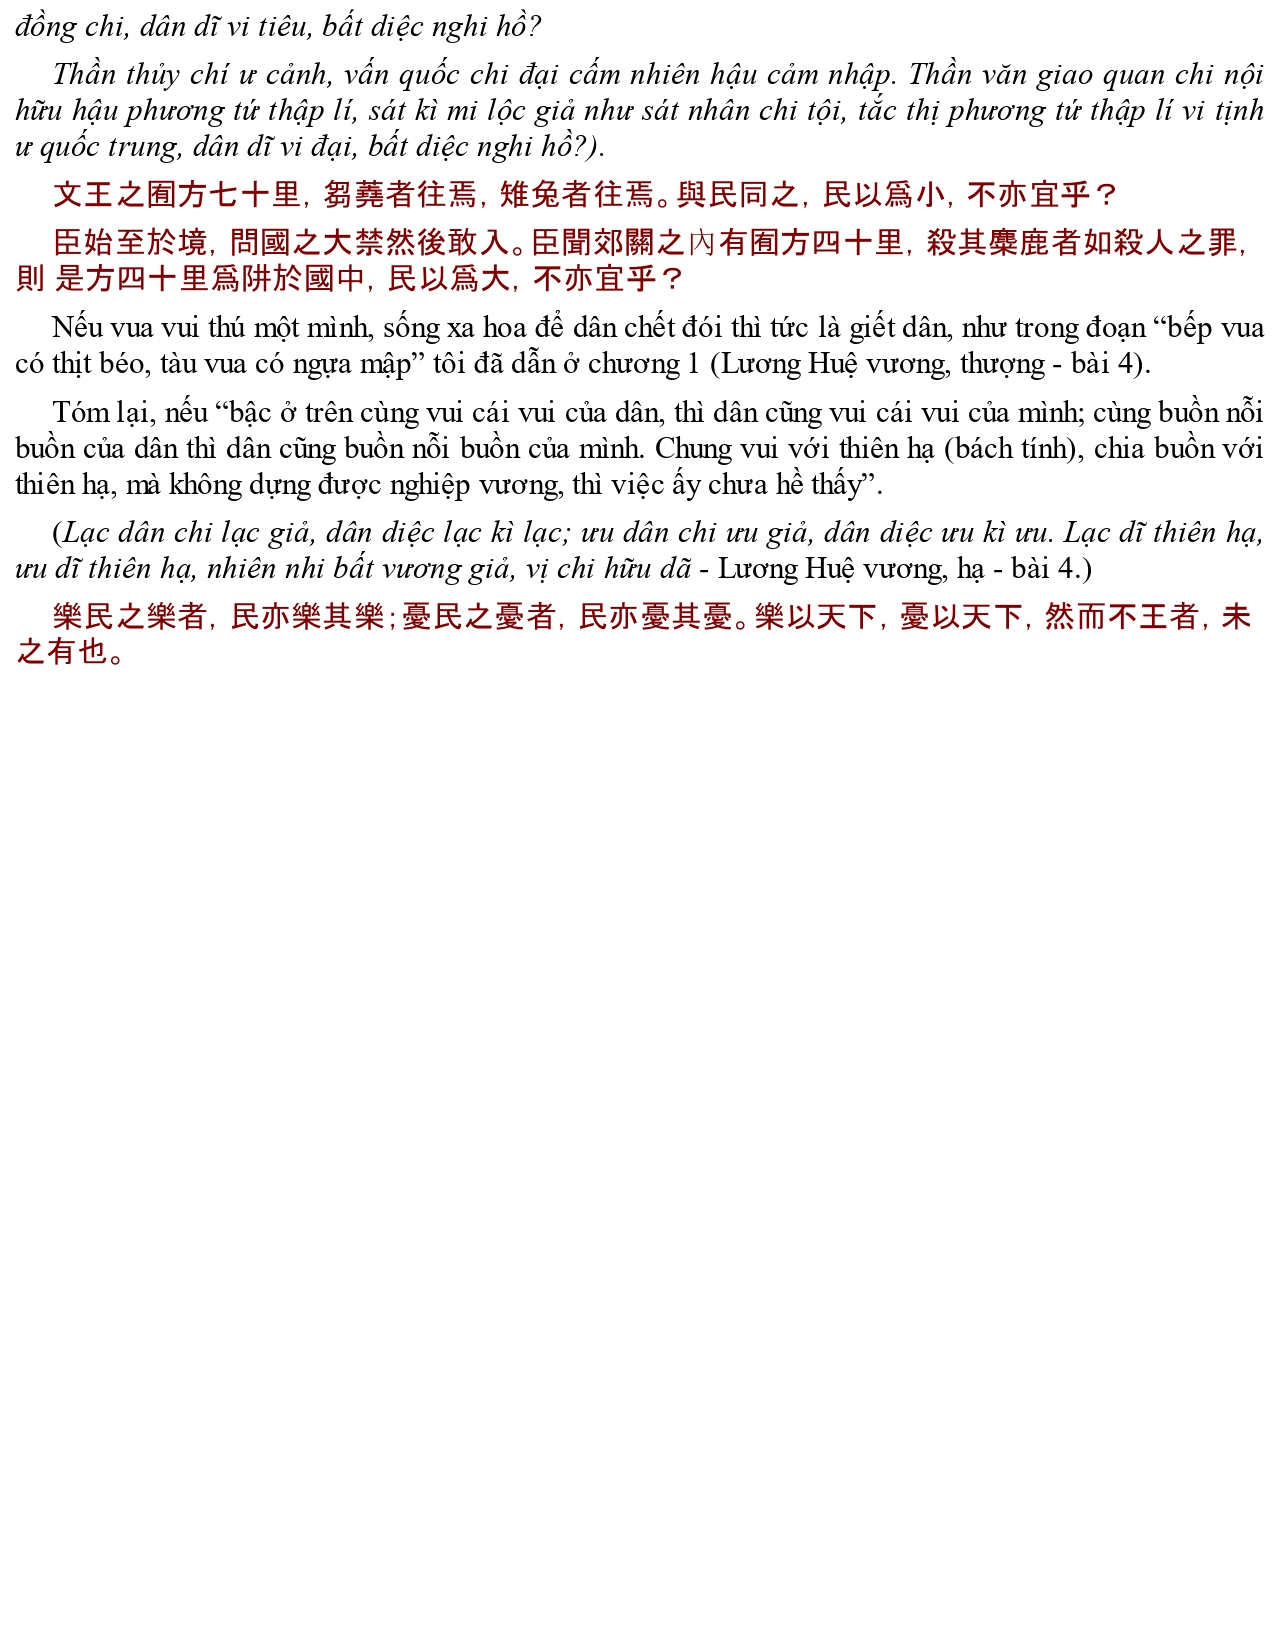 đồng chi, dân dĩ vi tiêu, bất diệc nghi hồ?
Thần thủy chí ư cảnh, vấn quốc chi đại cấm nhiên hậu cảm nhập. Thần văn giao quan chi nội
hữu hậu phương tứ thập lí, sát kì mi lộc giả như sát nhân chi tội, tắc thị phương tứ thập lí vi tịnh
ư quốc trung, dân dĩ vi đại, bất diệc nghi hồ?).
文王之囿方七十里, 芻蕘者往焉, 雉兔者往焉。與民同之, 民以爲小, 不亦宜乎?
臣始至於境, 問國之大禁然後敢入。臣聞郊關之內有囿方四十里, 殺其麋鹿者如殺人之罪,
則 是方四十里爲阱於國中, 民以爲大, 不亦宜乎?
Nếu vua vui thú một mình, sống xa hoa để dân chết đói thì tức là giết dân, như trong đoạn “bếp vua
có thịt béo, tàu vua có ngựa mập” tôi đã dẫn ở chương 1 (Lương Huệ vương, thượng - bài 4).
Tóm lại, nếu “bậc ở trên cùng vui cái vui của dân, thì dân cũng vui cái vui của mình; cùng buồn nỗi
buồn của dân thì dân cũng buồn nỗi buồn của mình. Chung vui với thiên hạ (bách tính), chia buồn với
thiên hạ, mà không dựng được nghiệp vương, thì việc ấy chưa hề thấy”.
(Lạc dân chi lạc giả, dân diệc lạc kì lạc; ưu dân chi ưu giả, dân diệc ưu kì ưu. Lạc dĩ thiên hạ,
ưu dĩ thiên hạ, nhiên nhi bất vương giả, vị chi hữu dã - Lương Huệ vương, hạ - bài 4.)
樂民之樂者, 民亦樂其樂;憂民之憂者, 民亦憂其憂。樂以天下, 憂以天下, 然而不王者, 未
之有也。